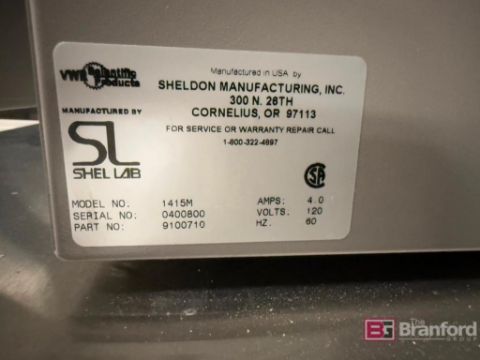 VWR Scientific Products
Manufactured in USA by
SHELDON MANUFACTURING, INC.
300 N. 26TH
CORNELIUS, OR 97113
FOR SERVICE OR WARRANTY REPAIR CALL
1-800-322-4897
MANUFACTURED BY
SL
SHEL LAB
MODEL NO: 1415M
SERIAL NO: 0400800
PART NO: 9100710
AMPS: 4.0
VOLTS: 120
HZ. 60
The Branford GROUP